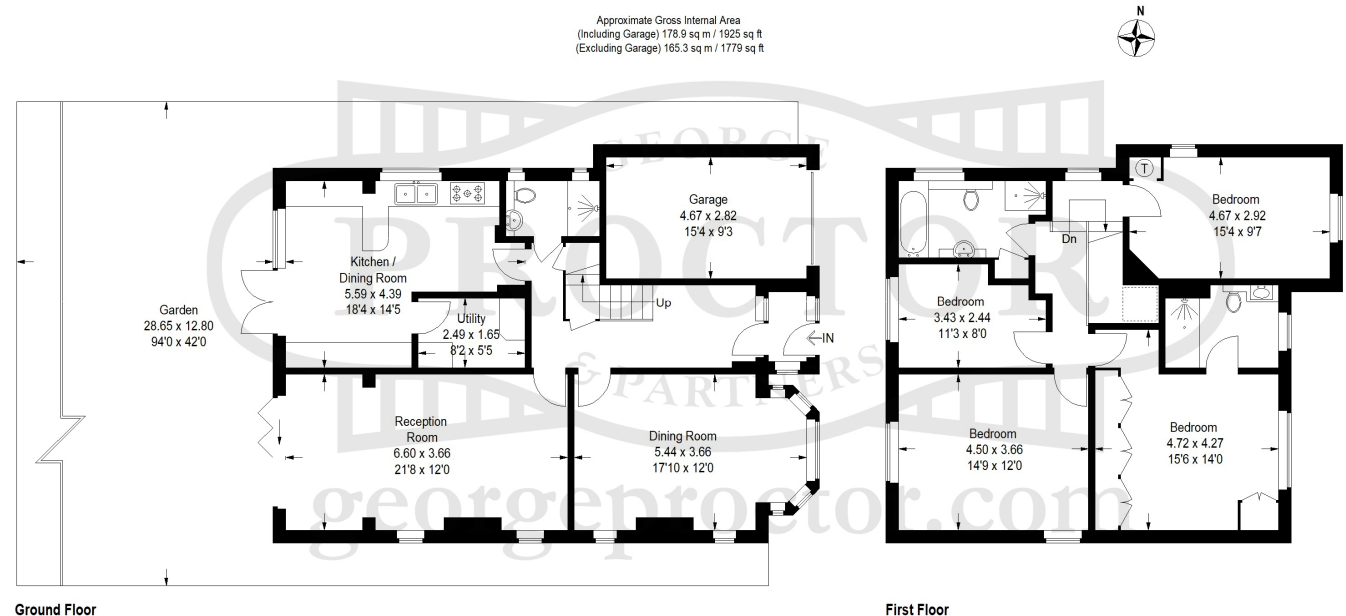 Approximate Gross Internal Area
(Including Garage) 178.9 sq m / 1925 sq ft
(Excluding Garage) 165.3 sq m / 1779 sq ft
N
GEORGE
PROCTOR
& PARTNERS
georgeproctor.com
Garage
4.67 x 2.82
15'4 x 9'3
Kitchen /
Dining Room
5.59 x 4.39
18'4 x 14'5
Utility
2.49 x 1.65
8'2 x 5'5
Up
IN
Garden
28.65 x 12.80
94'0 x 42'0
Reception
Room
6.60 x 3.66
21'8 x 12'0
Dining Room
5.44 x 3.66
17'10 x 12'0
Ground Floor
T
Bedroom
4.67 x 2.92
15'4 x 9'7
Dn
Bedroom
3.43 x 2.44
11'3 x 8'0
Bedroom
4.50 x 3.66
14'9 x 12'0
Bedroom
4.72 x 4.27
15'6 x 14'0
First Floor